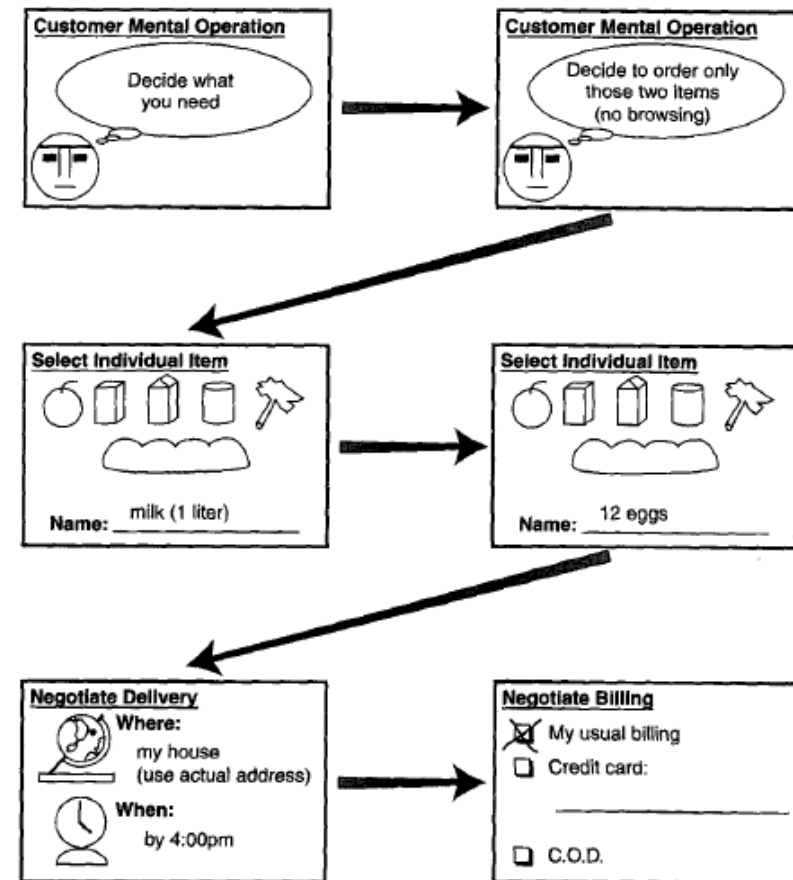 Customer Mental Operation
Decide what
you need
Customer Mental Operation
Decide to order only
those two items
(no browsing)
Select Individual Item
Name: milk (1 liter)
Select Individual Item
Name: 12 eggs
Negotiate Delivery
Where:
my house
(use actual address)
When:
by 4:00pm
Negotiate Billing
My usual billing
Credit card:
C.O.D.